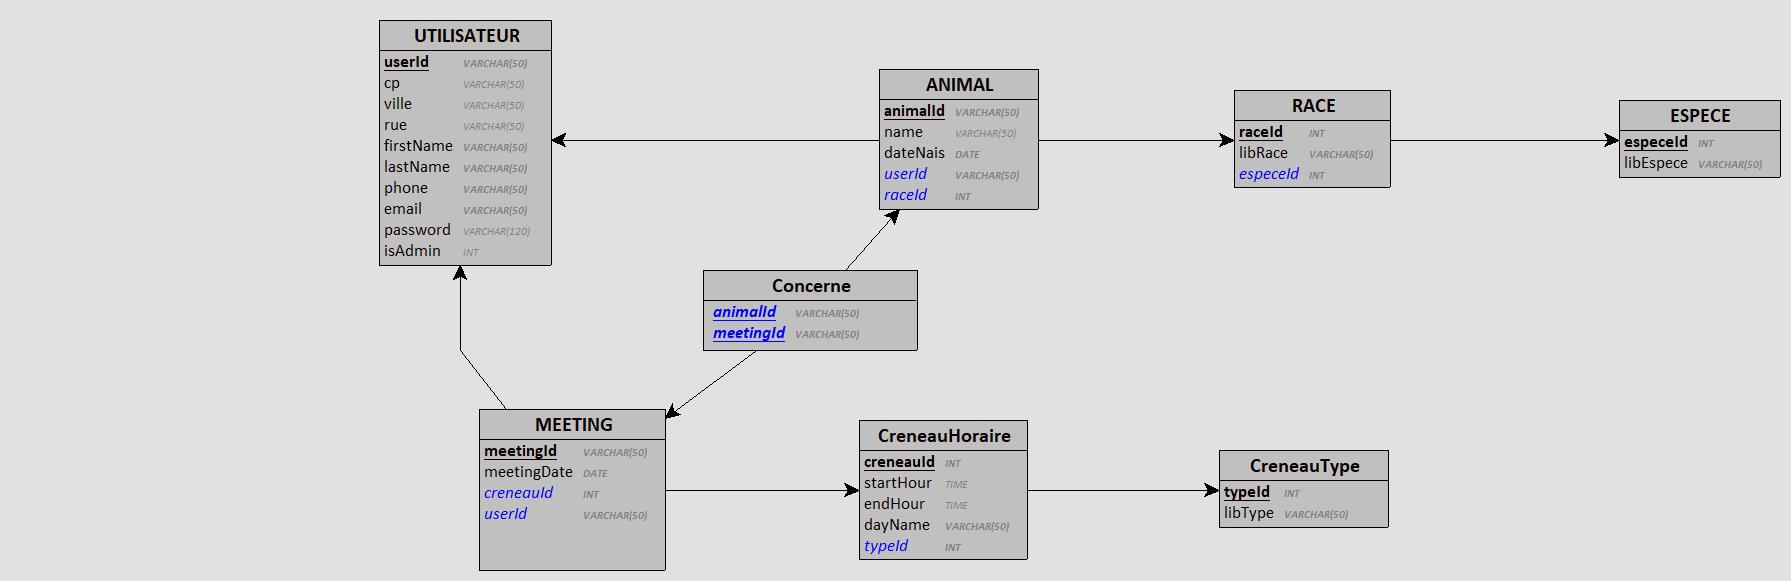 UTILISATEUR
userId VARCHAR(50)
cp VARCHAR(50)
ville VARCHAR(50)
rue VARCHAR(50)
firstName VARCHAR(50)
lastName VARCHAR(50)
phone VARCHAR(50)
email VARCHAR(50)
password VARCHAR(120)
isAdmin INT
ANIMAL
animalId VARCHAR(50)
name VARCHAR(50)
dateNais DATE
userId VARCHAR(50)
raceId INT
RACE
raceId INT
libRace VARCHAR(50)
especeId INT
ESPECE
especeId INT
libEspece VARCHAR(50)
Concerne
animalId VARCHAR(50)
meetingId VARCHAR(50)
MEETING
meetingId VARCHAR(50)
meetingDate DATE
creneauId INT
userId VARCHAR(50)
CreneauHoraire
creneauId INT
startHour TIME
endHour TIME
dayName VARCHAR(50)
typeId INT
CreneauType
typeId INT
libType VARCHAR(50)